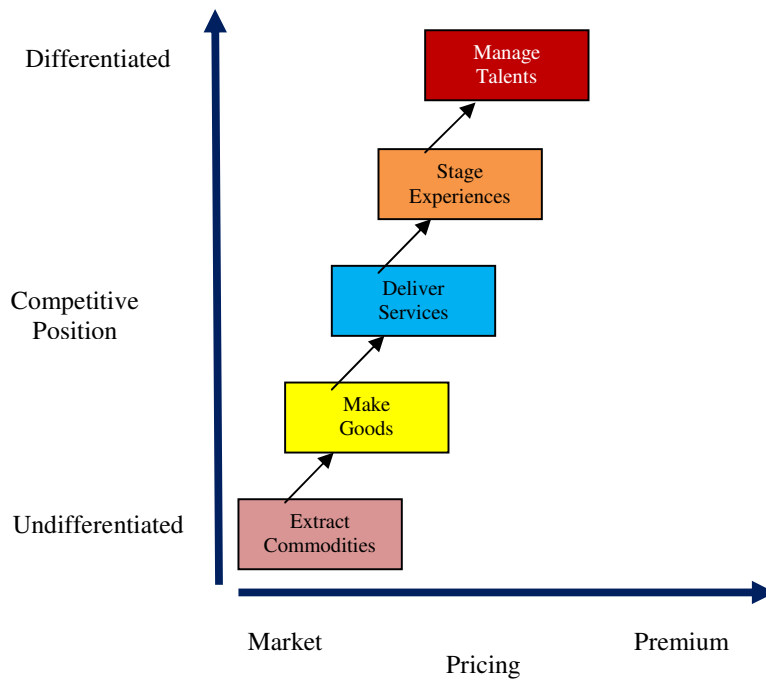 Differentiated
Manage
Talents
Stage
Experiences
Competitive
Position
Deliver
Services
Make
Goods
Undifferentiated
Extract
Commodities
Market
Premium
Pricing